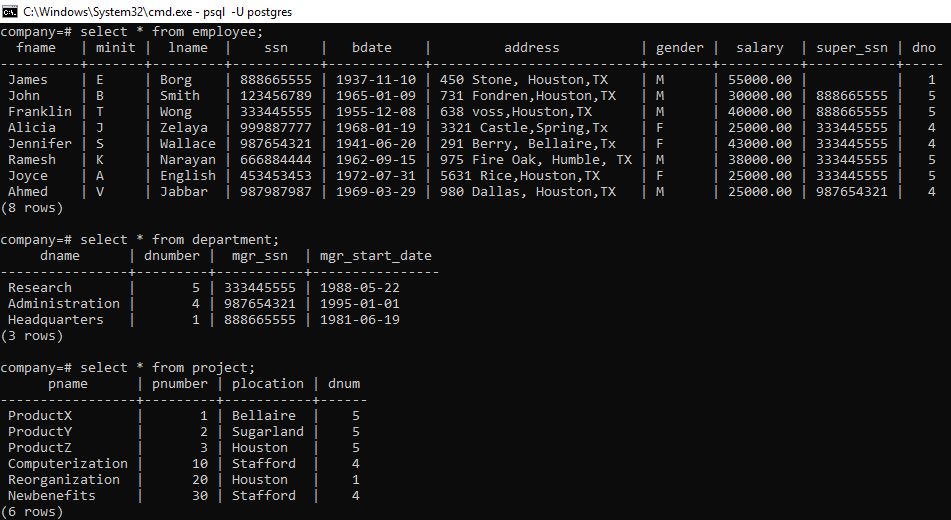 C:\Windows\System32\cmd.exe - psql -U postgres
company=# select * from employee;
  fname   | minit |  lname  |    ssn    |   bdate    |         address          | gender |  salary  | super_ssn | dno
----------+-------+---------+-----------+------------+--------------------------+--------+----------+-----------+-----
 James    | E     | Borg    | 888665555 | 1937-11-10 | 450 Stone, Houston,TX    | M      | 55000.00 |           |   1
 John     | B     | Smith   | 123456789 | 1965-01-09 | 731 Fondren,Houston,TX   | M      | 30000.00 | 888665555 |   5
 Franklin | T     | Wong    | 333445555 | 1955-12-08 | 638 voss,Houston,TX      | M      | 40000.00 | 888665555 |   5
 Alicia   | J     | Zelaya  | 999887777 | 1968-01-19 | 3321 Castle,Spring,Tx    | F      | 25000.00 | 333445555 |   4
 Jennifer | S     | Wallace | 987654321 | 1941-06-20 | 291 Berry, Bellaire,Tx   | F      | 43000.00 | 333445555 |   4
 Ramesh   | K     | Narayan | 666884444 | 1962-09-15 | 975 Fire Oak, Humble, TX | M      | 38000.00 | 333445555 |   5
 Joyce    | A     | English | 453453453 | 1972-07-31 | 5631 Rice,Houston,TX     | F      | 25000.00 | 333445555 |   5
 Ahmed    | V     | Jabbar  | 987987987 | 1969-03-29 | 980 Dallas, Houston,TX   | M      | 25000.00 | 987654321 |   4
(8 rows)
company=# select * from department;
     dname      | dnumber |  mgr_ssn  | mgr_start_date
----------------+---------+-----------+----------------
 Research       |       5 | 333445555 | 1988-05-22
 Administration |       4 | 987654321 | 1995-01-01
 Headquarters   |       1 | 888665555 | 1981-06-19
(3 rows)
company=# select * from project;
      pname      | pnumber | plocation | dnum
-----------------+---------+-----------+------
 ProductX        |       1 | Bellaire  |    5
 ProductY        |       2 | Sugarland |    5
 ProductZ        |       3 | Houston   |    5
 Computerization |      10 | Stafford  |    4
 Reorganization  |      20 | Houston   |    1
 Newbenefits     |      30 | Stafford  |    4
(6 rows)